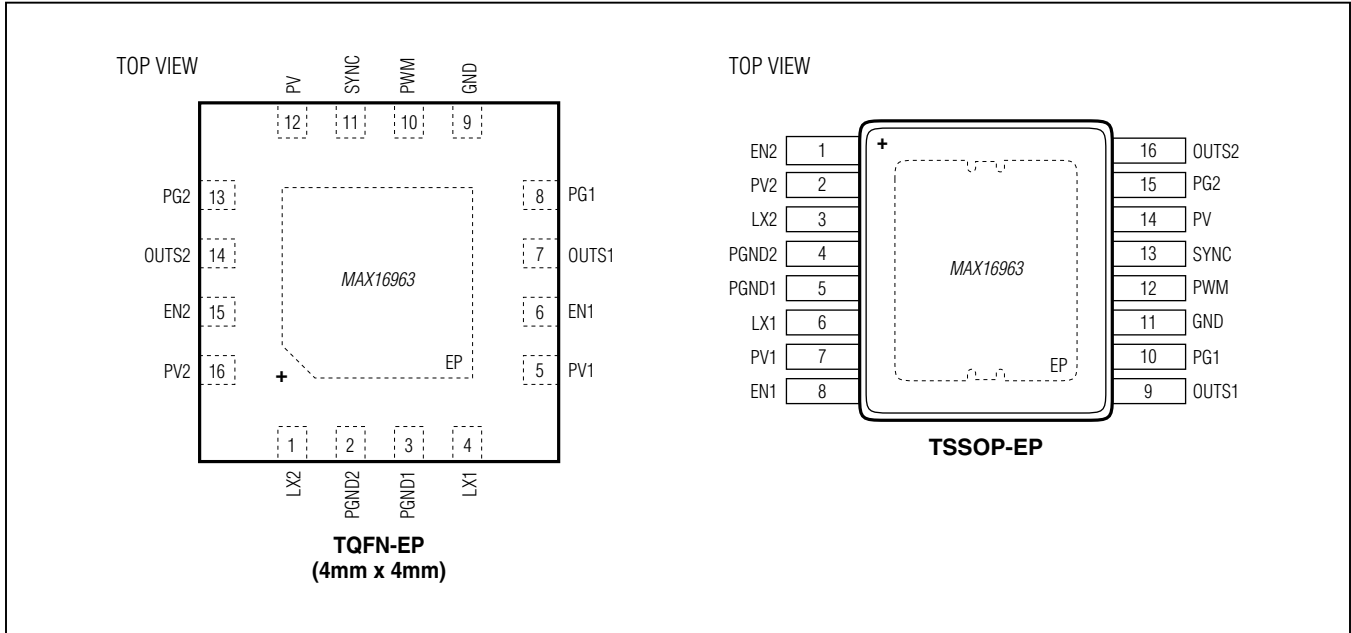 TOP VIEW
PV SYNC PWM GND
12 11 10 9
PG2 13 8 PG1
OUTS2 14 7 OUTS1
MAX16963
EN2 15 6 EN1
PV2 16 5 PV1
+ EP
1 2 3 4
LX2 PGND2 PGND1 LX1
TQFN-EP
(4mm x 4mm)
TOP VIEW
+
EN2 1 16 OUTS2
PV2 2 15 PG2
LX2 3 14 PV
PGND2 4 13 SYNC
MAX16963
PGND1 5 12 PWM
LX1 6 11 GND
PV1 7 10 PG1
EP
EN1 8 9 OUTS1
TSSOP-EP